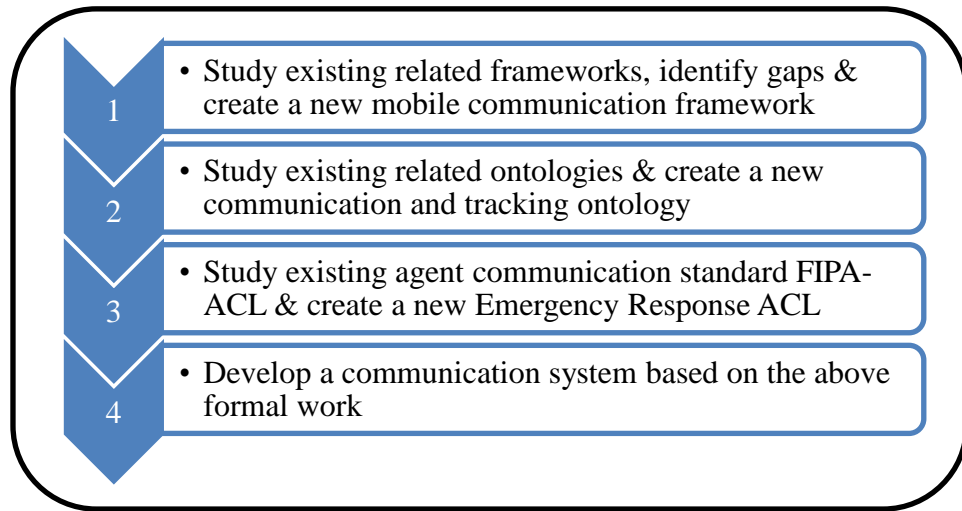 1
• Study existing related frameworks, identify gaps &
create a new mobile communication framework
2
• Study existing related ontologies & create a new
communication and tracking ontology
3
• Study existing agent communication standard FIPA-
ACL & create a new Emergency Response ACL
4
• Develop a communication system based on the above
formal work